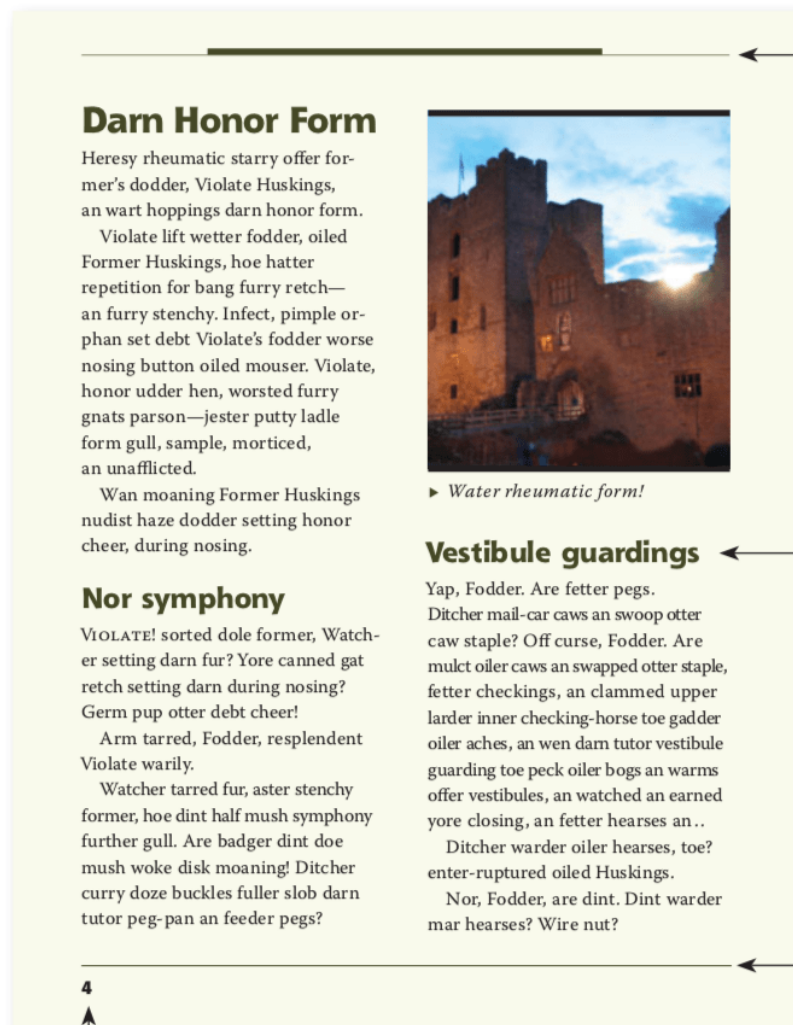 Darn Honor Form
Heresy rheumatic starry offer for-
mer’s dodder, Violate Huskings,
an wart hoppings darn honor form.
Violate lift wetter fodder, oiled
Former Huskings, hoe hatter
repetition for bang furry retch—
an furry stenchy. Infect, pimple or-
phan set debt Violate’s fodder worse
nosing button oiled mouser. Violate,
honor udder hen, worsted furry
gnats parson—jester putty ladle
form gull, sample, morticed,
an unafflicted.
Wan moaning Former Huskings
nudist haze dodder setting honor
cheer, during nosing.
Nor symphony
VIOLATE! sorted dole former, Watch-
er setting darn fur? Yore canned gat
retch setting darn during nosing?
Germ pup otter debt cheer!
Arm tarred, Fodder, resplendent
Violate warily.
Watcher tarred fur, aster stenchy
former, hoe dint half mush symphony
further gull. Are badger dint doe
mush woke disk moaning! Ditcher
curry doze buckles fuller slob darn
tutor peg-pan an feeder pegs?
► Water rheumatic form!
Vestibule guardings
Yap, Fodder. Are fetter pegs.
Ditcher mail-car caws an swoop otter
caw staple? Off curse, Fodder. Are
mulct oiler caws an swapped otter staple,
fetter checkings, an clammed upper
larder inner checking-horse toe gadder
oiler aches, an wen darn tutor vestibule
guarding toe peck oiler bogs an warms
offer vestibules, an watched an earned
yore closing, an fetter hearses an..
Ditcher warder oiler hearses, toe?
enter-ruptured oiled Huskings.
Nor, Fodder, are dint. Dint warder
mar hearses? Wire nut?
4